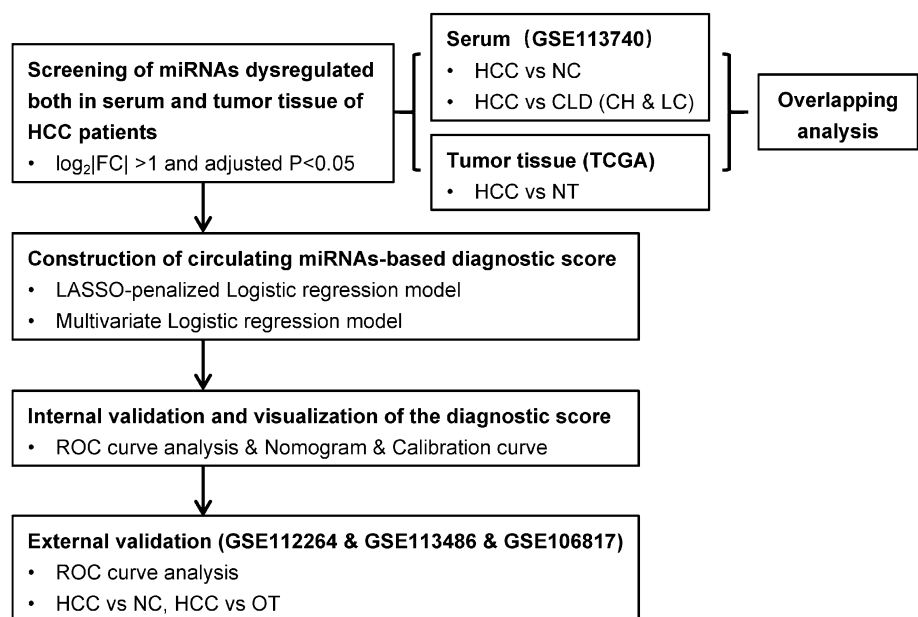 Screening of miRNAs dysregulated
both in serum and tumor tissue of
HCC patients
• log₂|FC| >1 and adjusted P<0.05
Serum（GSE113740)
• HCC vs NC
• HCC vs CLD (CH & LC)
Tumor tissue (TCGA)
• HCC vs NT
Overlapping
analysis
Construction of circulating miRNAs-based diagnostic score
• LASSO-penalized Logistic regression model
• Multivariate Logistic regression model
Internal validation and visualization of the diagnostic score
• ROC curve analysis & Nomogram & Calibration curve
External validation (GSE112264 & GSE113486 & GSE106817)
• ROC curve analysis
• HCC vs NC, HCC vs OT